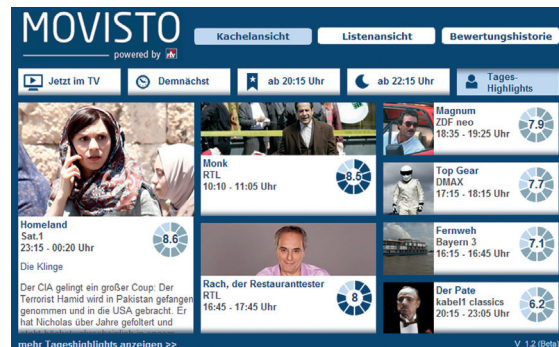 MOVISTO
powered by rtv
Kachelansicht
Listenansicht
Bewertungshistorie
Jetzt im TV
Demnächst
ab 20:15 Uhr
ab 22:15 Uhr
Tages-
Highlights
Homeland
Sat.1
23:15 - 00:20 Uhr
8.6
Die Klinge
Der CIA gelingt ein großer Coup: Der
Terrorist Hamid wird in Pakistan gefangen
genommen und in die USA gebracht. Er
hat Nicholas über Jahre gefoltert und
mehr Tageshighlights anzeigen >>
Monk
RTL
10:10 - 11:05 Uhr
8.5
Rach, der Restauranttester
RTL
16:45 - 17:45 Uhr
8
Magnum
ZDF neo
18:35 - 19:25 Uhr
7.9
Top Gear
DMAX
17:15 - 18:15 Uhr
7.7
Fernweh
Bayern 3
16:15 - 16:45 Uhr
7.1
Der Pate
kabel1 classics
20:15 - 23:05 Uhr
6.2
V 1.2 (Beta)